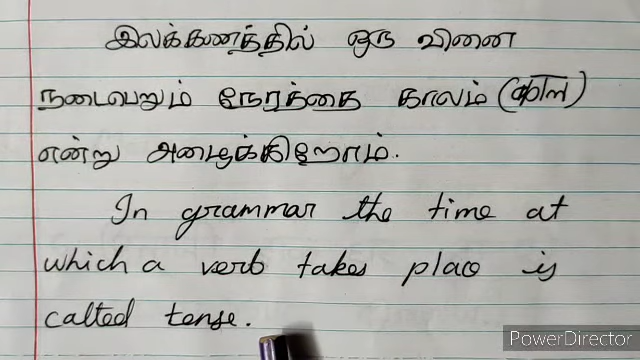 இலக்கணத்தில் ஒரு வினை
நடைபெறும் நேரத்தை காலம் (काल)
என்று அழைக்கிறோம்.
In grammar the time at
which a verb takes place is
called tense.
PowerDirector